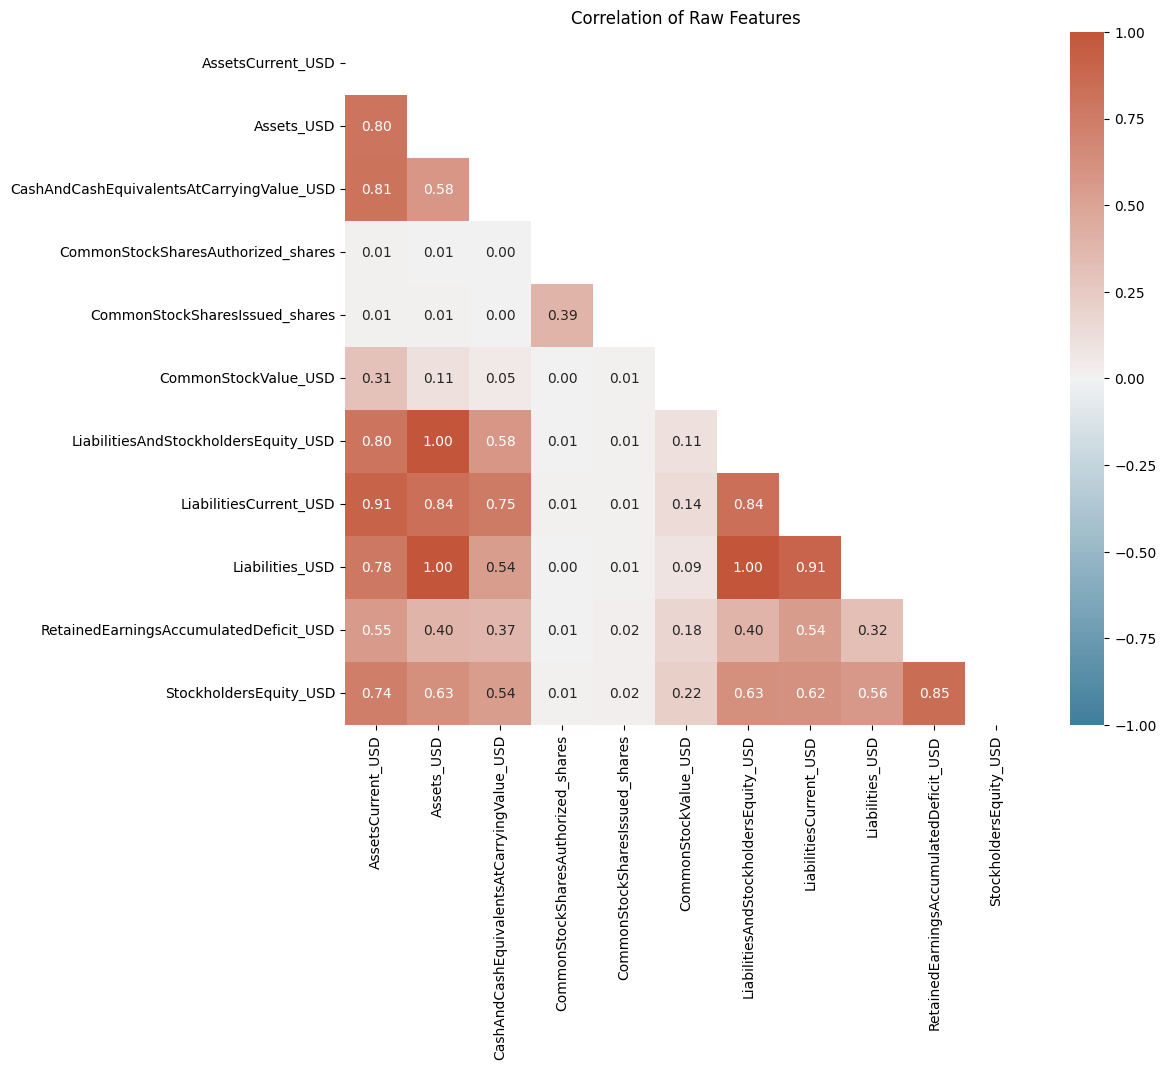 Correlation of Raw Features
AssetsCurrent_USD
Assets_USD 0.80
CashAndCashEquivalentsAtCarryingValue_USD 0.81 0.58
CommonStockSharesAuthorized_shares 0.01 0.01 0.00
CommonStockSharesIssued_shares 0.01 0.01 0.00 0.39
CommonStockValue_USD 0.31 0.11 0.05 0.00 0.01
LiabilitiesAndStockholdersEquity_USD 0.80 1.00 0.58 0.01 0.01 0.11
LiabilitiesCurrent_USD 0.91 0.84 0.75 0.01 0.01 0.14 0.84
Liabilities_USD 0.78 1.00 0.54 0.00 0.01 0.09 1.00 0.91
RetainedEarningsAccumulatedDeficit_USD 0.55 0.40 0.37 0.01 0.02 0.18 0.40 0.54 0.32
StockholdersEquity_USD 0.74 0.63 0.54 0.01 0.02 0.22 0.63 0.62 0.56 0.85
AssetsCurrent_USD
Assets_USD
CashAndCashEquivalentsAtCarryingValue_USD
CommonStockSharesAuthorized_shares
CommonStockSharesIssued_shares
CommonStockValue_USD
LiabilitiesAndStockholdersEquity_USD
LiabilitiesCurrent_USD
Liabilities_USD
RetainedEarningsAccumulatedDeficit_USD
StockholdersEquity_USD
1.00
0.75
0.50
0.25
0.00
−0.25
−0.50
−0.75
−1.00